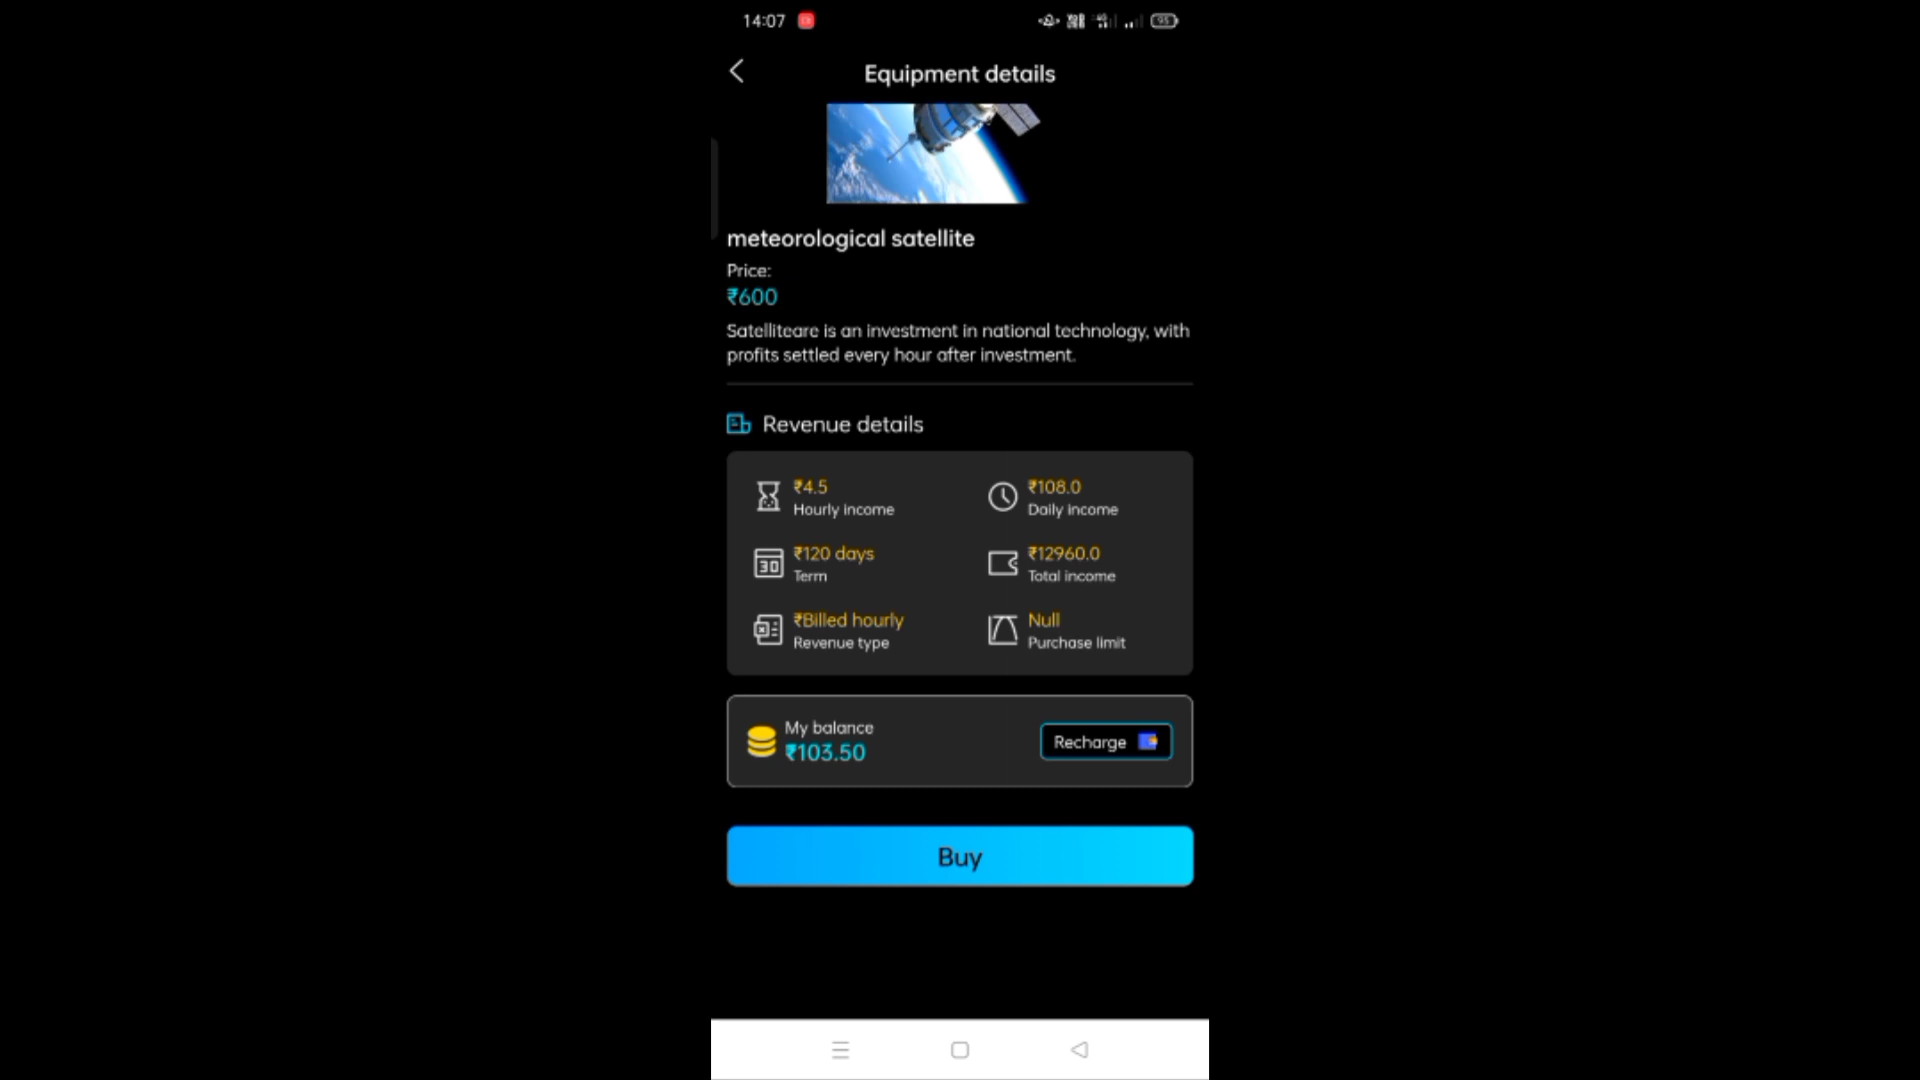 14:07
95
Equipment details
meteorological satellite
Price:
₹600
Satelliteare is an investment in national technology, with
profits settled every hour after investment.
Revenue details
₹4.5
Hourly income
₹108.0
Daily income
30
₹120 days
Term
₹12960.0
Total income
₹Billed hourly
Revenue type
Null
Purchase limit
My balance
₹103.50
Recharge
Buy